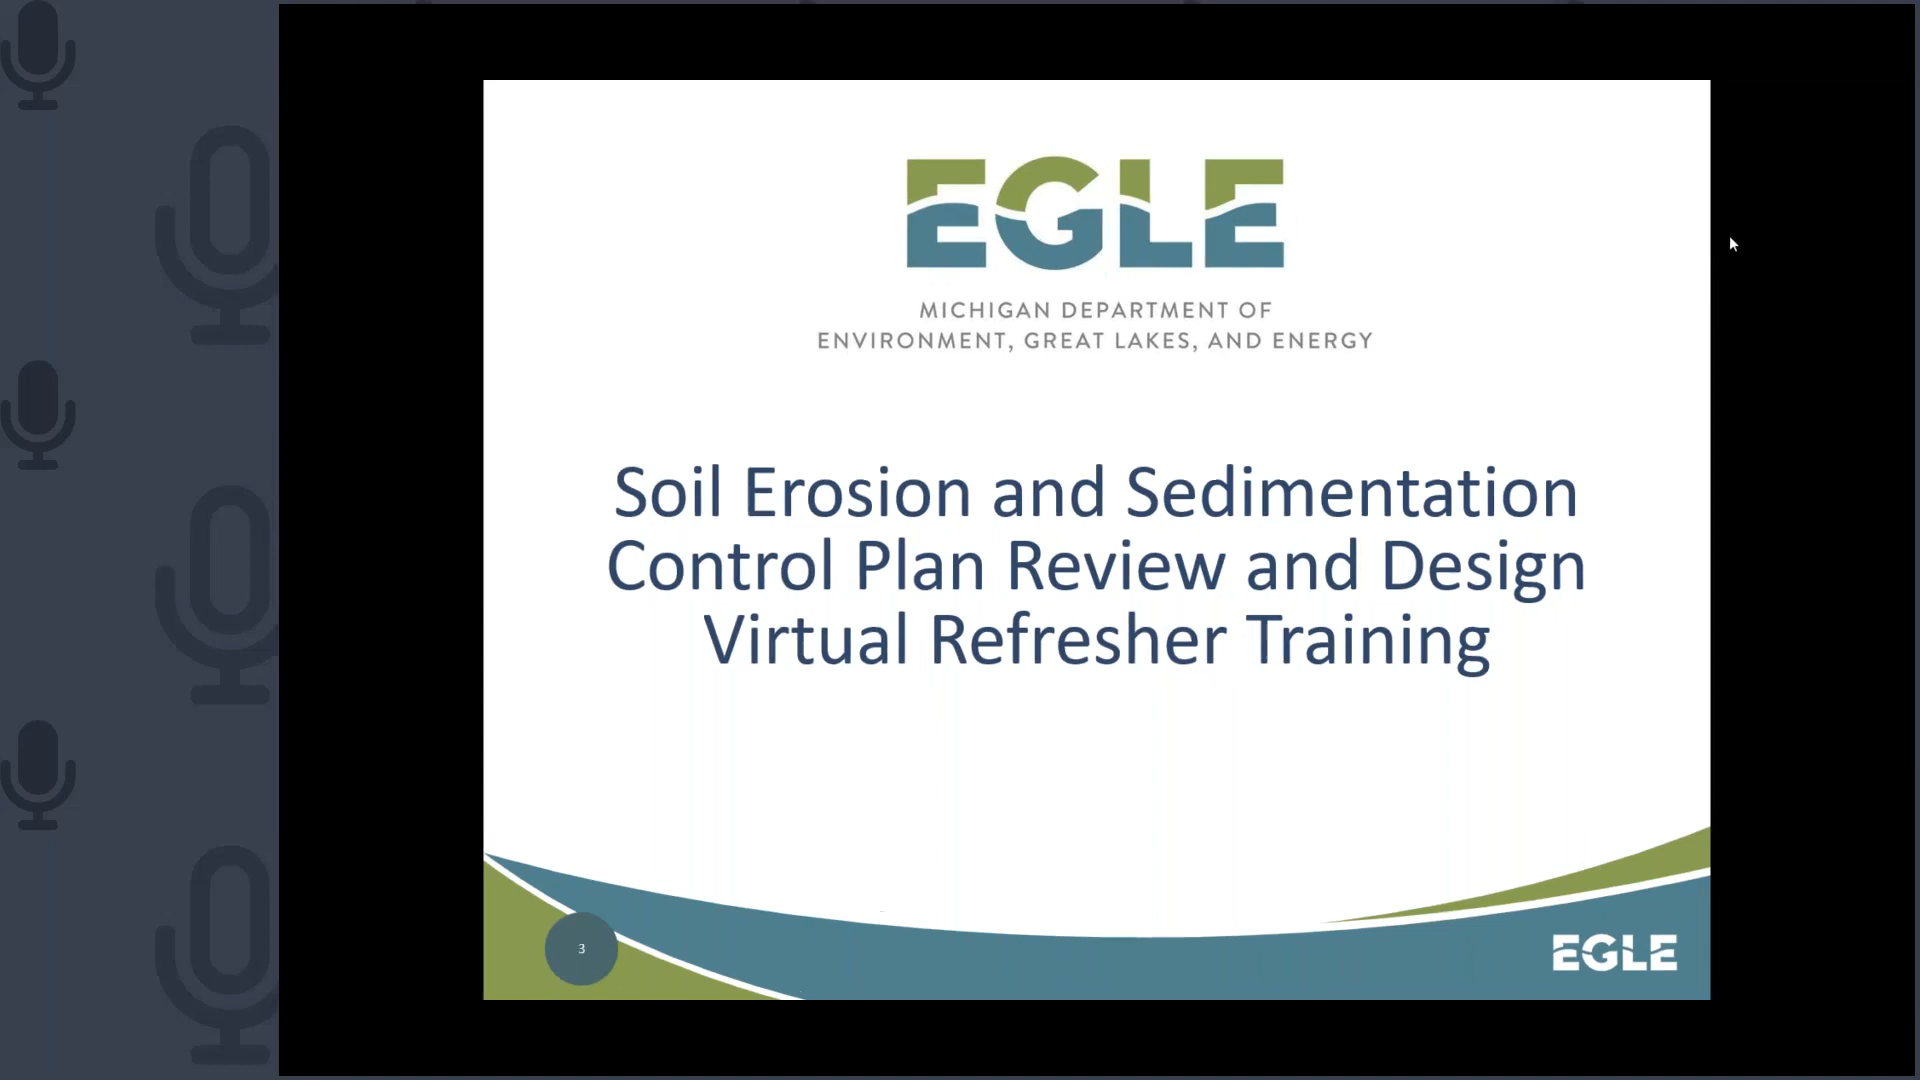 EGLE
MICHIGAN DEPARTMENT OF
ENVIRONMENT, GREAT LAKES, AND ENERGY
Soil Erosion and Sedimentation
Control Plan Review and Design
Virtual Refresher Training
3
EGLE